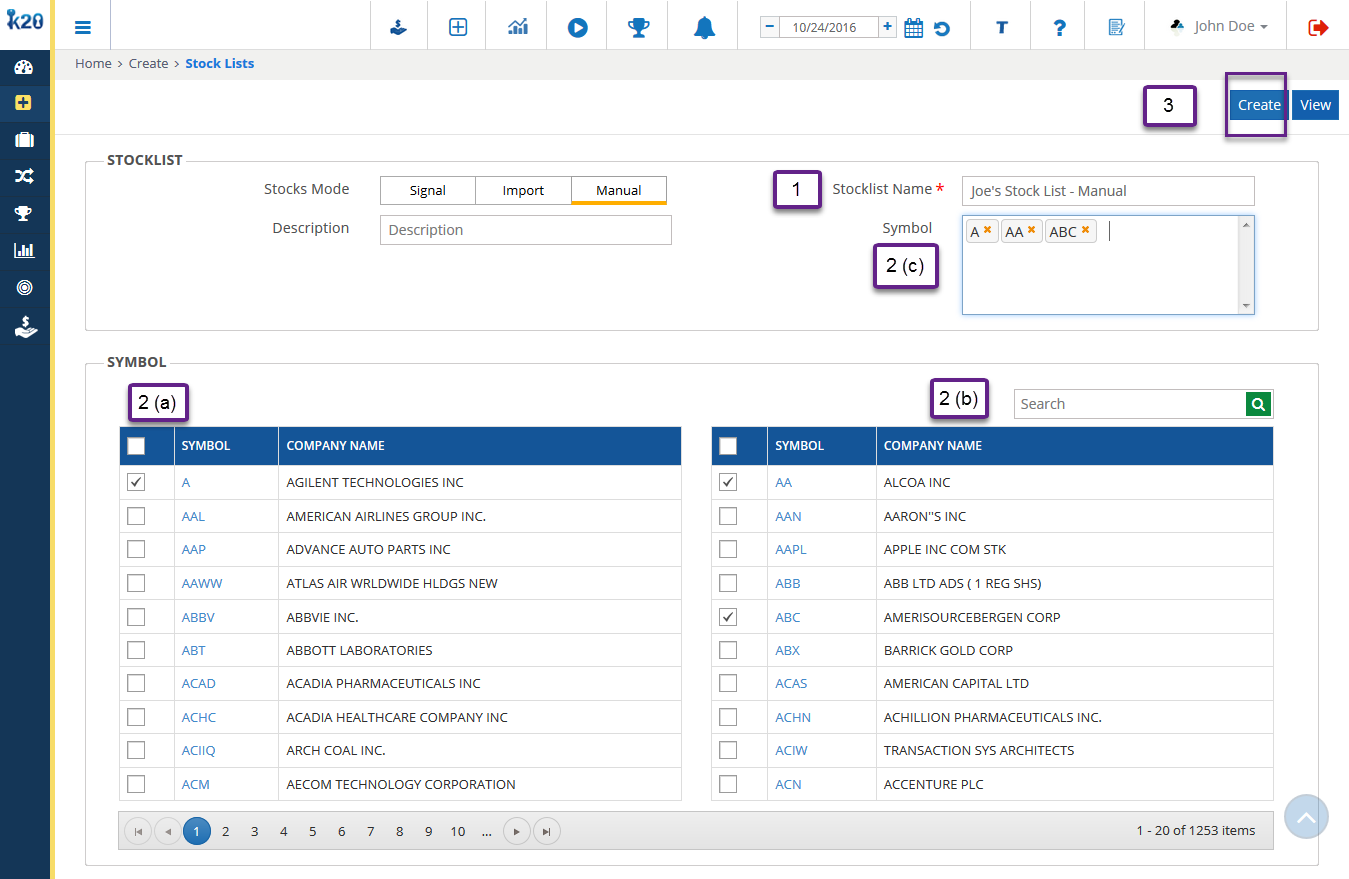 k20
10/24/2016
T
?
John Doe
Home > Create > Stock Lists
3
Create
View
STOCKLIST
Stocks Mode
Signal
Import
Manual
1
Stocklist Name *
Joe's Stock List - Manual
Description
Description
Symbol
A
AA
ABC
2 (c)
SYMBOL
2 (a)
2 (b)
Search
SYMBOL COMPANY NAME SYMBOL COMPANY NAME
A AGILENT TECHNOLOGIES INC AA ALCOA INC
AAL AMERICAN AIRLINES GROUP INC. AAN AARON''S INC
AAP ADVANCE AUTO PARTS INC AAPL APPLE INC COM STK
AAWW ATLAS AIR WRLDWIDE HLDGS NEW ABB ABB LTD ADS ( 1 REG SHS)
ABBV ABBVIE INC. ABC AMERISOURCEBERGEN CORP
ABT ABBOTT LABORATORIES ABX BARRICK GOLD CORP
ACAD ACADIA PHARMACEUTICALS INC ACAS AMERICAN CAPITAL LTD
ACHC ACADIA HEALTHCARE COMPANY INC ACHN ACHILLION PHARMACEUTICALS INC.
ACIIQ ARCH COAL INC. ACIW TRANSACTION SYS ARCHITECTS
ACM AECOM TECHNOLOGY CORPORATION ACN ACCENTURE PLC
1 2 3 4 5 6 7 8 9 10 ...
1 - 20 of 1253 items